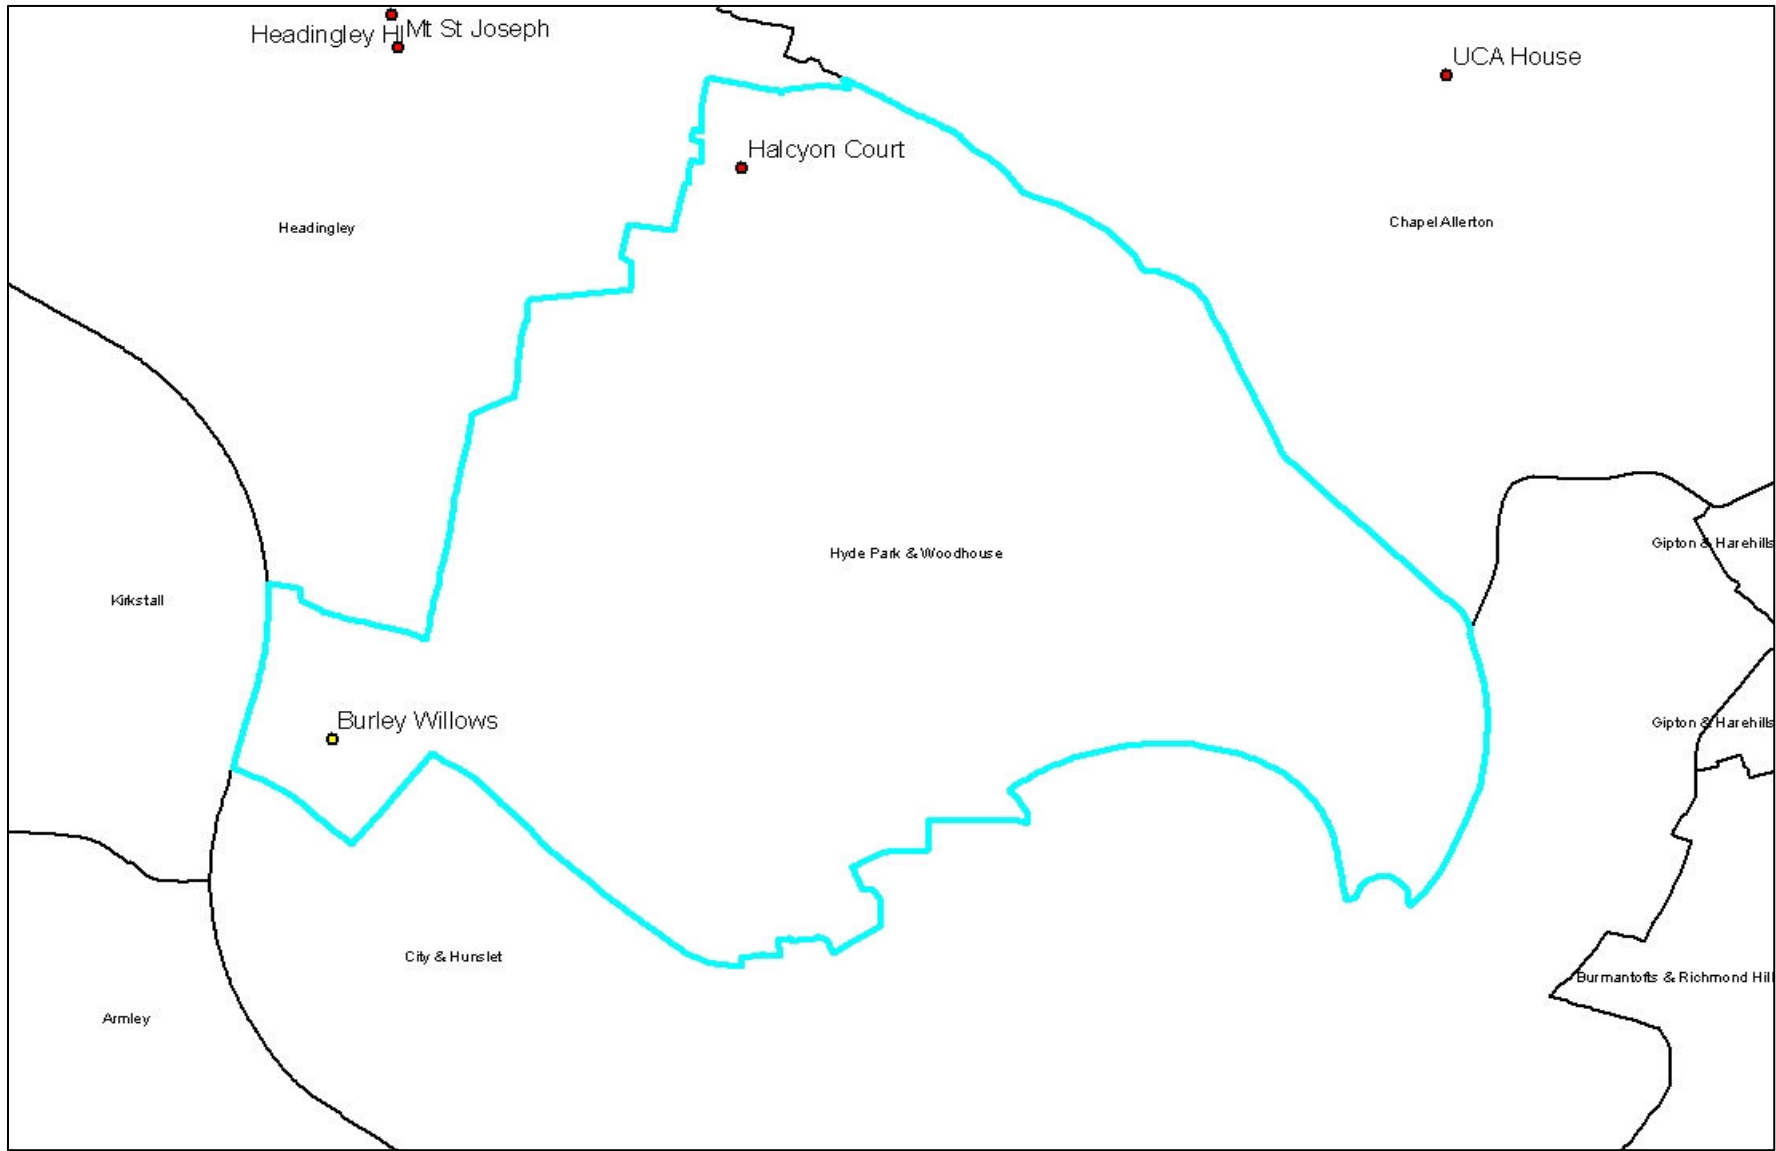 Headingley H
Mt St Joseph
UCA House
Halcyon Court
Headingley
Chapel Allerton
Hyde Park & Woodhouse
Gipton & Harehills
Kirkstall
Burley Willows
Gipton & Harehills
City & Hunslet
Burmantofts & Richmond Hill
Armley